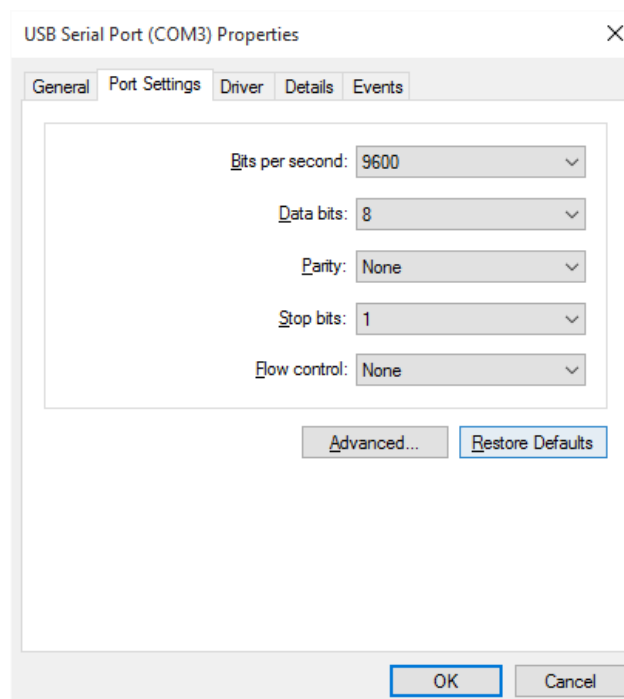 USB Serial Port (COM3) Properties
General Port Settings Driver Details Events
Bits per second: 9600
Data bits: 8
Parity: None
Stop bits: 1
Flow control: None
Advanced... Restore Defaults
OK Cancel